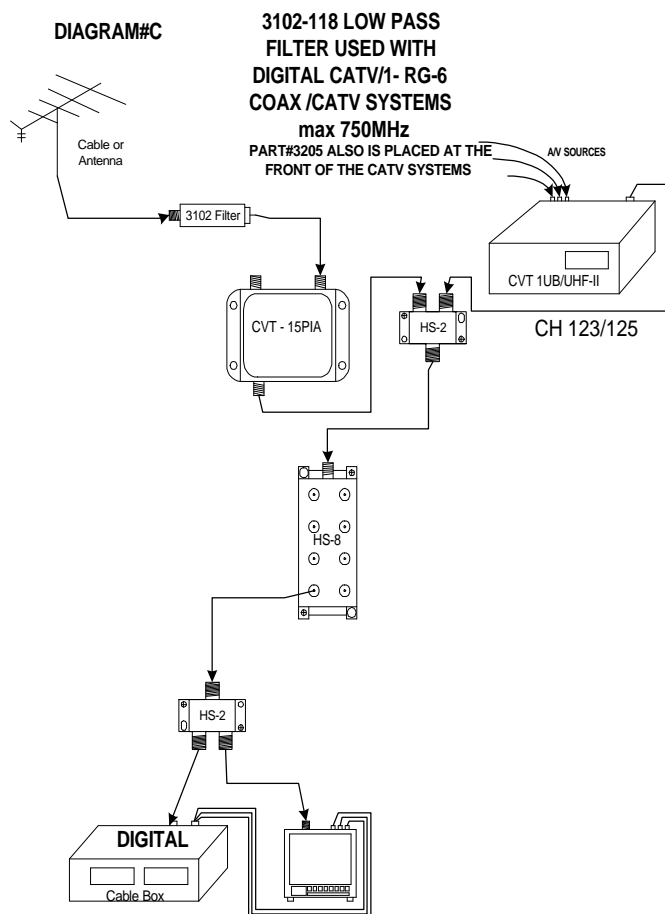 DIAGRAM#C
3102-118 LOW PASS
FILTER USED WITH
DIGITAL CATV/1- RG-6
COAX /CATV SYSTEMS
max 750MHz
PART#3205 ALSO IS PLACED AT THE
FRONT OF THE CATV SYSTEMS
A/V SOURCES
Cable or
Antenna
3102 Filter
CVT 1UB/UHF-II
CVT - 15PIA
HS-2
CH 123/125
HS-8
HS-2
DIGITAL
Cable Box